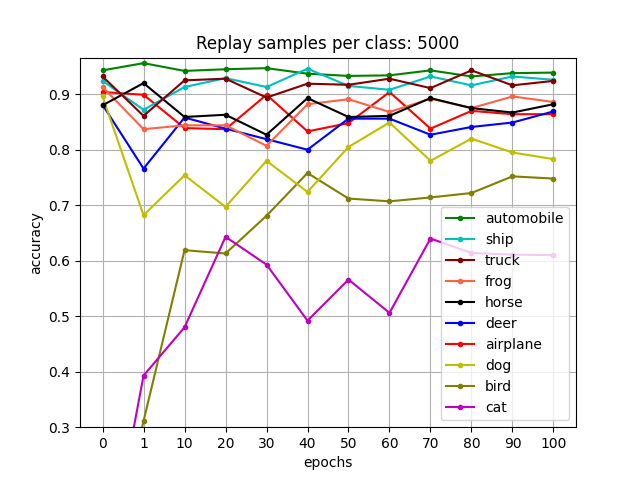 Replay samples per class: 5000
0.9
0.8
0.7
0.6
0.5
0.4
0.3
accuracy
automobile
ship
truck
frog
horse
deer
airplane
dog
bird
cat
0 1 10 20 30 40 50 60 70 80 90 100
epochs